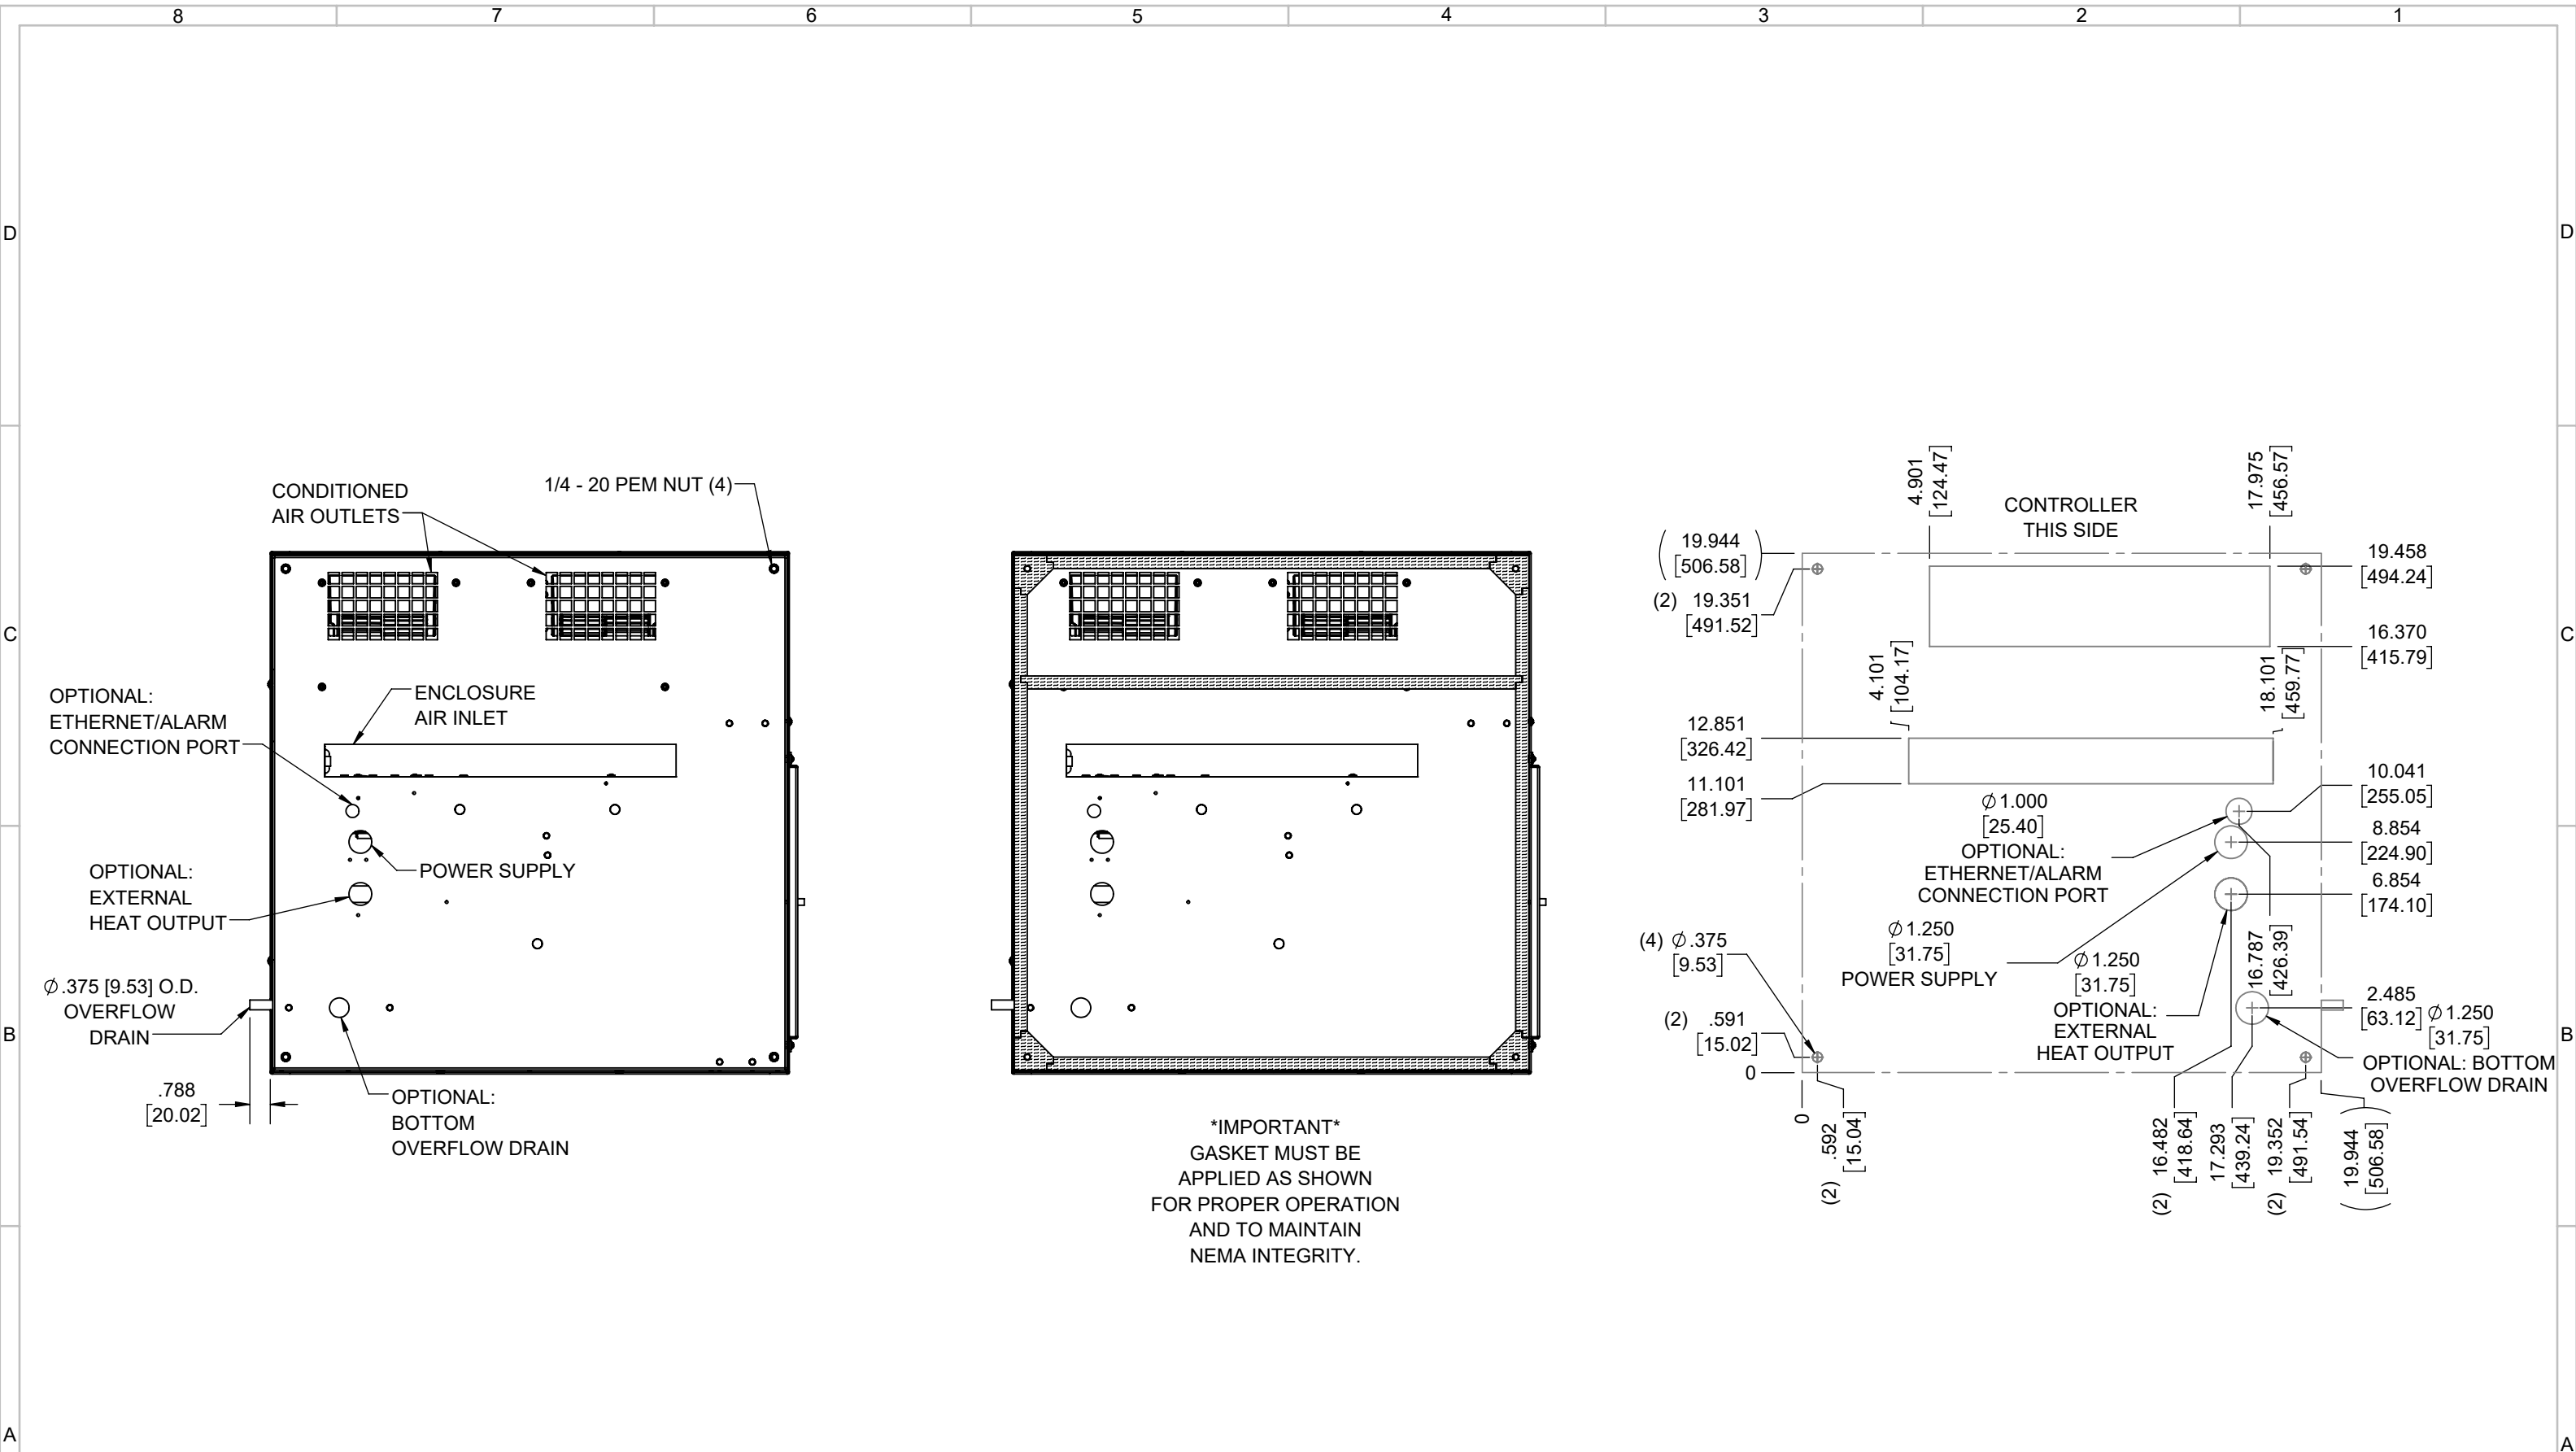 8 7 6 5 4 3 2 1
D
D
C
C
B
B
A
A
CONDITIONED
AIR OUTLETS
1/4 - 20 PEM NUT (4)
OPTIONAL:
ETHERNET/ALARM
CONNECTION PORT
ENCLOSURE
AIR INLET
OPTIONAL:
EXTERNAL
HEAT OUTPUT
POWER SUPPLY
Ø.375 [9.53] O.D.
OVERFLOW
DRAIN
.788
[20.02]
OPTIONAL:
BOTTOM
OVERFLOW DRAIN
*IMPORTANT*
GASKET MUST BE
APPLIED AS SHOWN
FOR PROPER OPERATION
AND TO MAINTAIN
NEMA INTEGRITY.
4.901
[124.47]
CONTROLLER
THIS SIDE
17.975
[456.57]
(19.944
[506.58])
(2) 19.351
[491.52]
19.458
[494.24]
16.370
[415.79]
4.101
[104.17]
18.101
[459.77]
12.851
[326.42]
11.101
[281.97]
10.041
[255.05]
Ø1.000
[25.40]
OPTIONAL:
ETHERNET/ALARM
CONNECTION PORT
8.854
[224.90]
6.854
[174.10]
(4) Ø.375
[9.53]
Ø1.250
[31.75]
POWER SUPPLY
Ø1.250
[31.75]
OPTIONAL:
EXTERNAL
HEAT OUTPUT
16.787
[426.39]
2.485
[63.12]
Ø1.250
[31.75]
OPTIONAL: BOTTOM
OVERFLOW DRAIN
(2) .591
[15.02]
0
0
(2) .592
[15.04]
(2) 16.482
[418.64]
17.293
[439.24]
(2) 19.352
[491.54]
(19.944
[506.58])